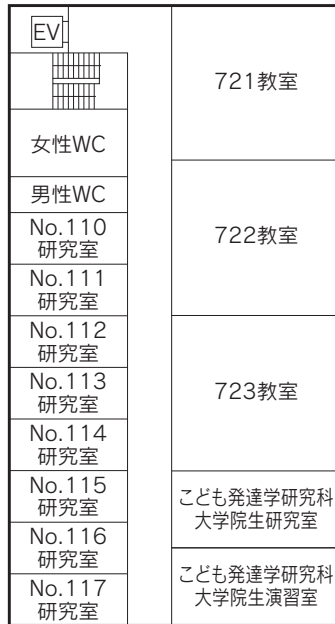 EV
女性WC
男性WC
No.110
研究室
No.111
研究室
No.112
研究室
No.113
研究室
No.114
研究室
No.115
研究室
No.116
研究室
No.117
研究室
721教室
722教室
723教室
こども発達学研究科
大学院生研究室
こども発達学研究科
大学院生演習室